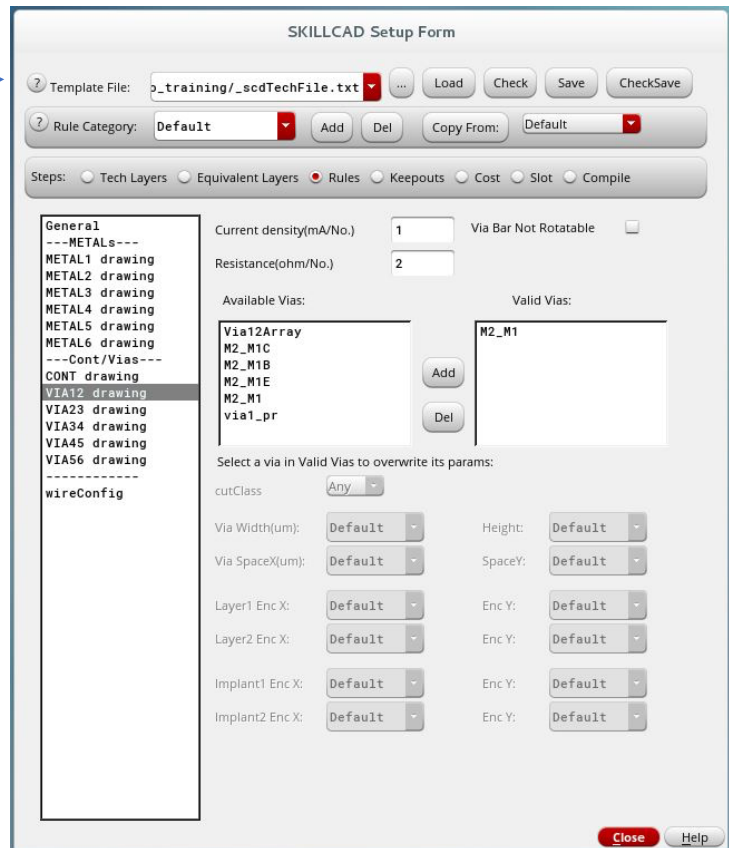 SKILLCAD Setup Form
? Template File: o_training/_scdTechFile.txt ... Load Check Save CheckSave
? Rule Category: Default Add Del Copy From: Default
Steps: Tech Layers Equivalent Layers Rules Keepouts Cost Slot Compile
General
---METALs---
METAL1 drawing
METAL2 drawing
METAL3 drawing
METAL4 drawing
METAL5 drawing
METAL6 drawing
---Cont/Vias---
CONT drawing
VIA12 drawing
VIA23 drawing
VIA34 drawing
VIA45 drawing
VIA56 drawing
------------
wireConfig
Current density(mA/No.) 1 Via Bar Not Rotatable
Resistance(ohm/No.) 2
Available Vias: Valid Vias:
Via12Array
M2_M1C
M2_M1B
M2_M1E
M2_M1
via1_pr
Add
Del
M2_M1
Select a via in Valid Vias to overwrite its params:
cutClass Any
Via Width(um): Default Height: Default
Via SpaceX(um): Default SpaceY: Default
Layer1 Enc X: Default Enc Y: Default
Layer2 Enc X: Default Enc Y: Default
Implant1 Enc X: Default Enc Y: Default
Implant2 Enc X: Default Enc Y: Default
Close Help